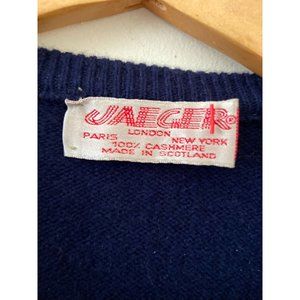 JAEGER®
LONDON
PARIS NEW YORK
100% CASHMERE
MADE IN SCOTLAND